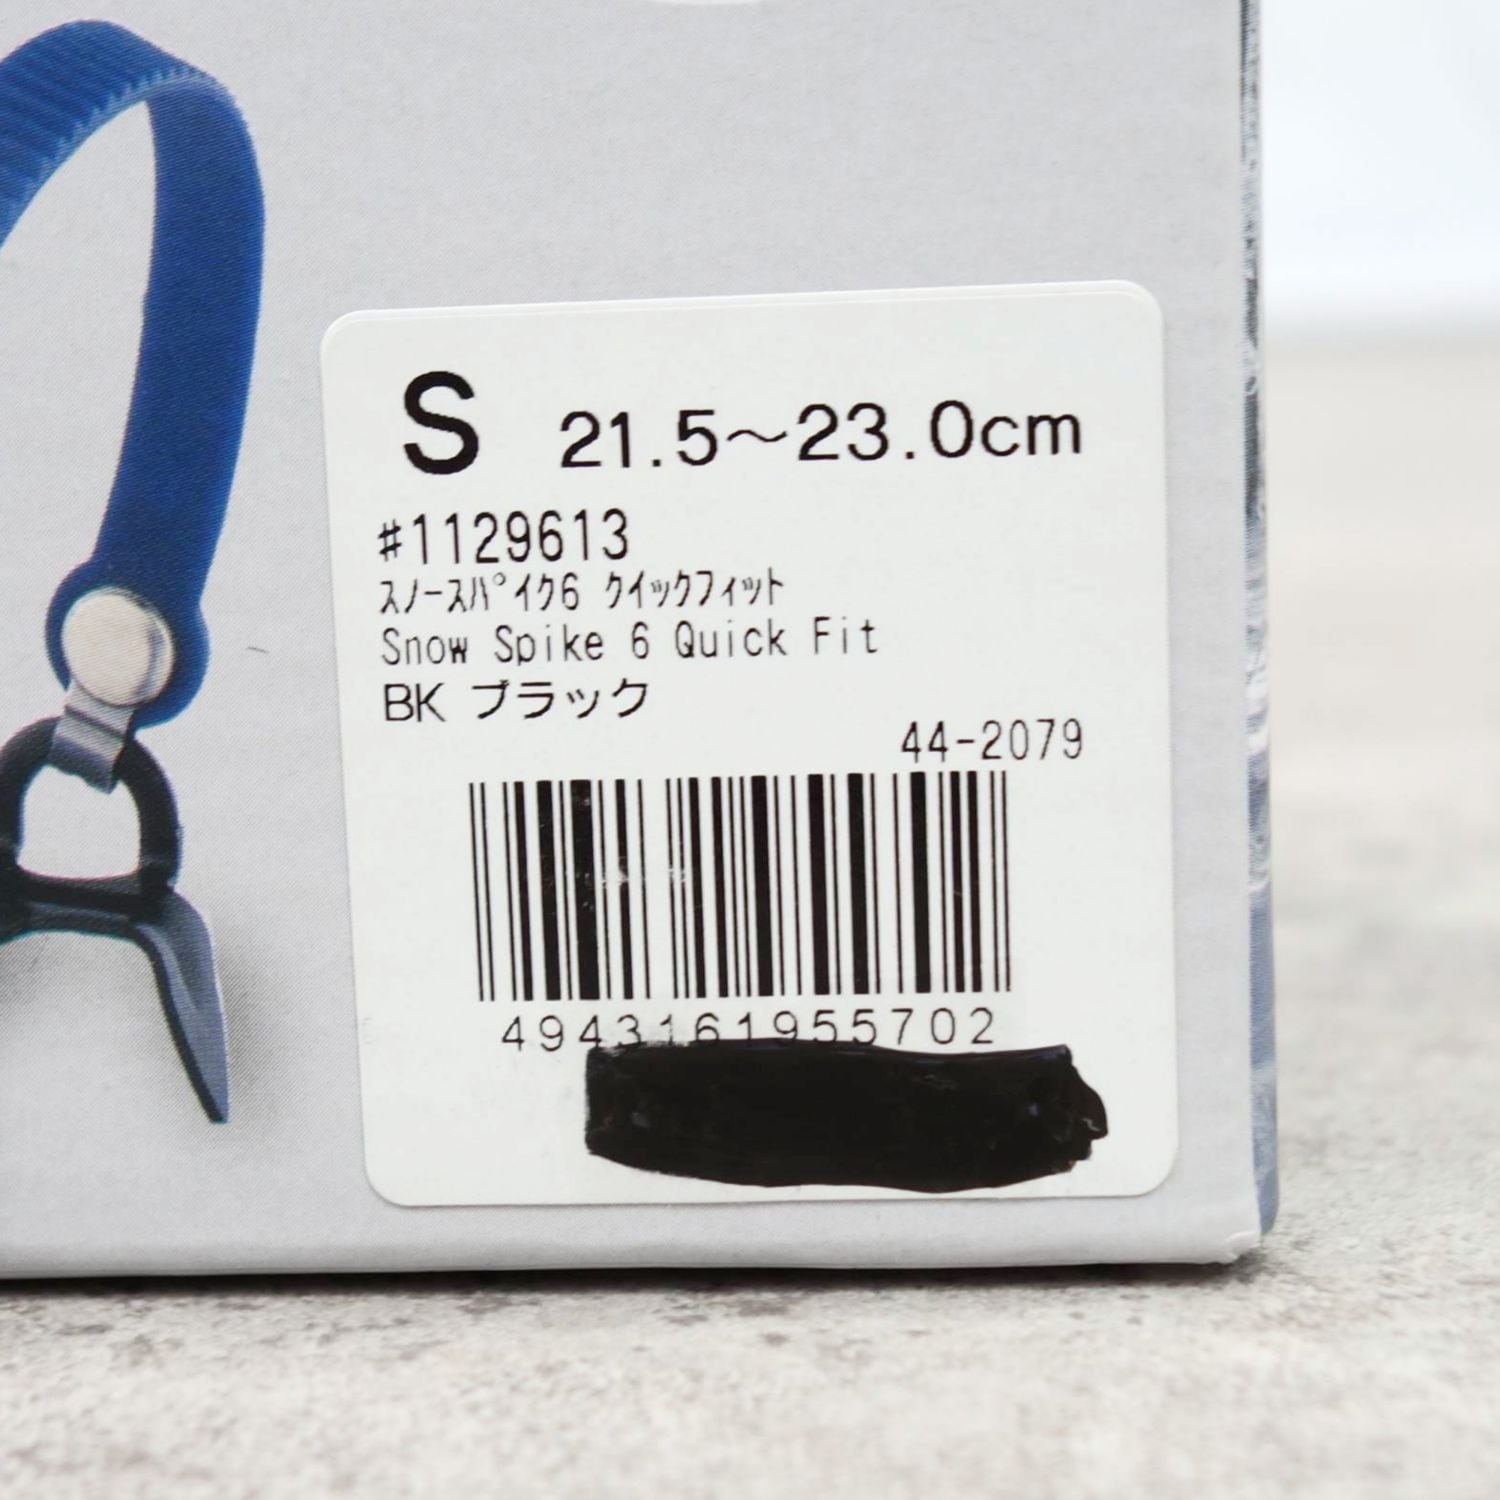 S 21.5～23.0cm
#1129613
ｽﾉｰｽﾊﾟｲｸ6 ｸｲｯｸﾌｨｯﾄ
Snow Spike 6 Quick Fit
BK ブラック
44-2079
4943161955702